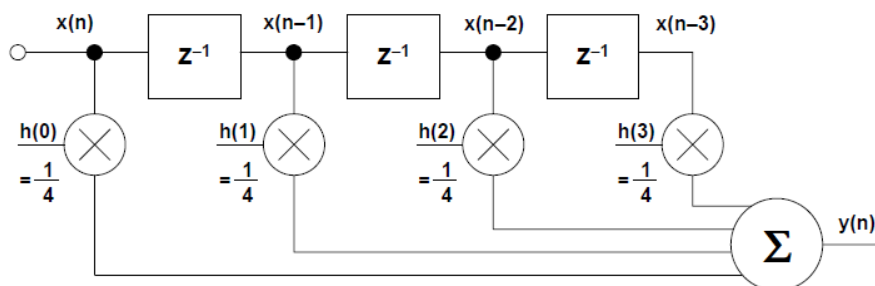 x(n) x(n–1) x(n–2) x(n–3)
z⁻¹ z⁻¹ z⁻¹
h(0) h(1) h(2) h(3)
= 1/4 = 1/4 = 1/4 = 1/4
y(n)
Σ